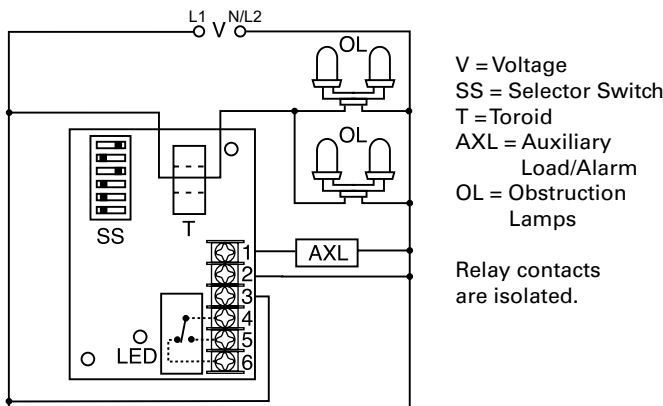 L1 V N/L2
OL
OL
SS
T
1
AXL
2
3
4
5
6
LED
V = Voltage
SS = Selector Switch
T = Toroid
AXL = Auxiliary
Load/Alarm
OL = Obstruction
Lamps
Relay contacts
are isolated.